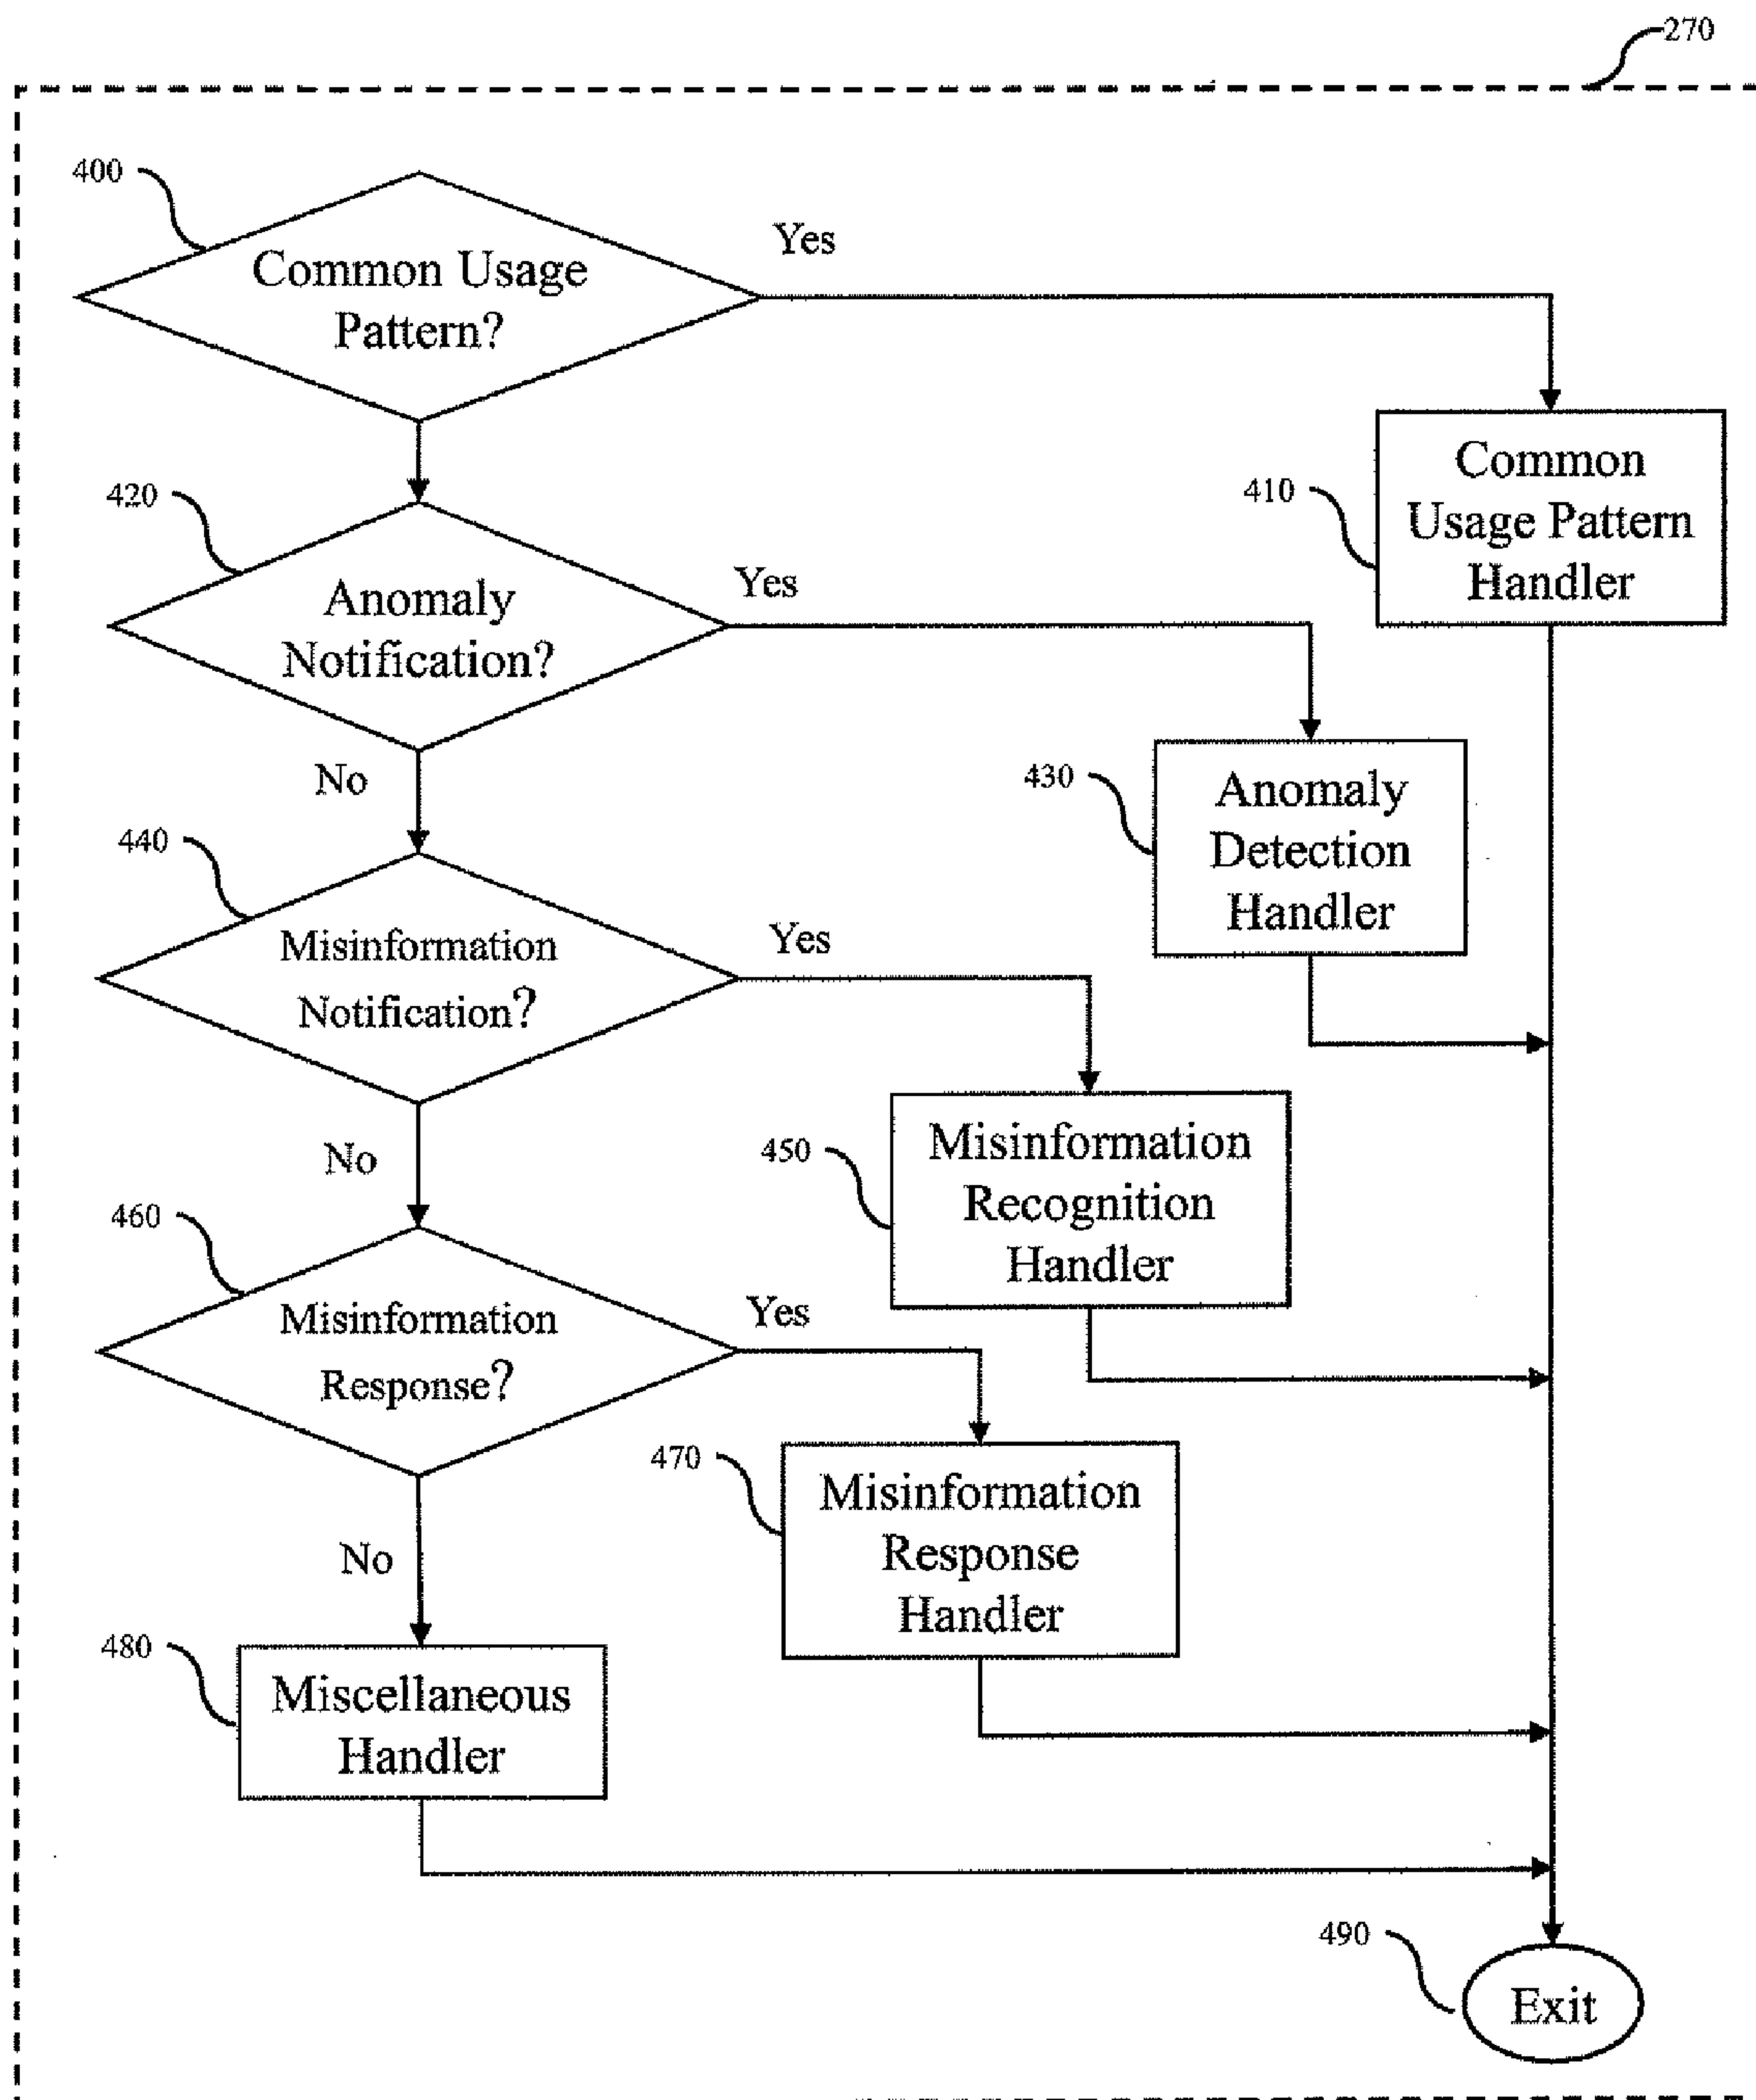 270
400
Common Usage
Pattern?
Yes
420
Anomaly
Notification?
Yes
410
Common
Usage Pattern
Handler
No
430
Anomaly
Detection
Handler
440
Misinformation
Notification?
Yes
No
450
Misinformation
Recognition
Handler
460
Misinformation
Response?
Yes
No
470
Misinformation
Response
Handler
480
Miscellaneous
Handler
490
Exit